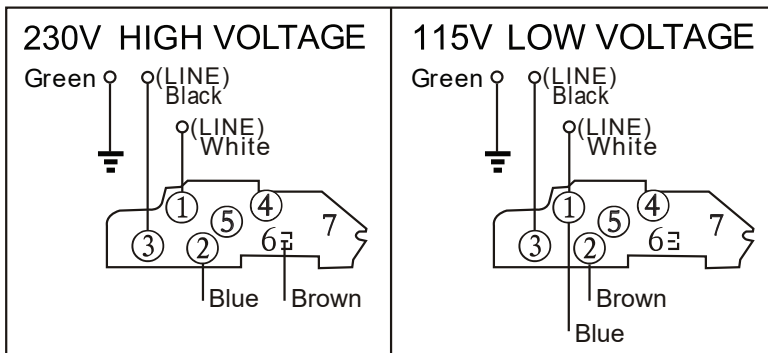 230V HIGH VOLTAGE
Green
(LINE)
Black
(LINE)
White
1
4
5
7
3
2
6
Blue
Brown
115V LOW VOLTAGE
Green
(LINE)
Black
(LINE)
White
1
4
5
7
3
2
6
Brown
Blue